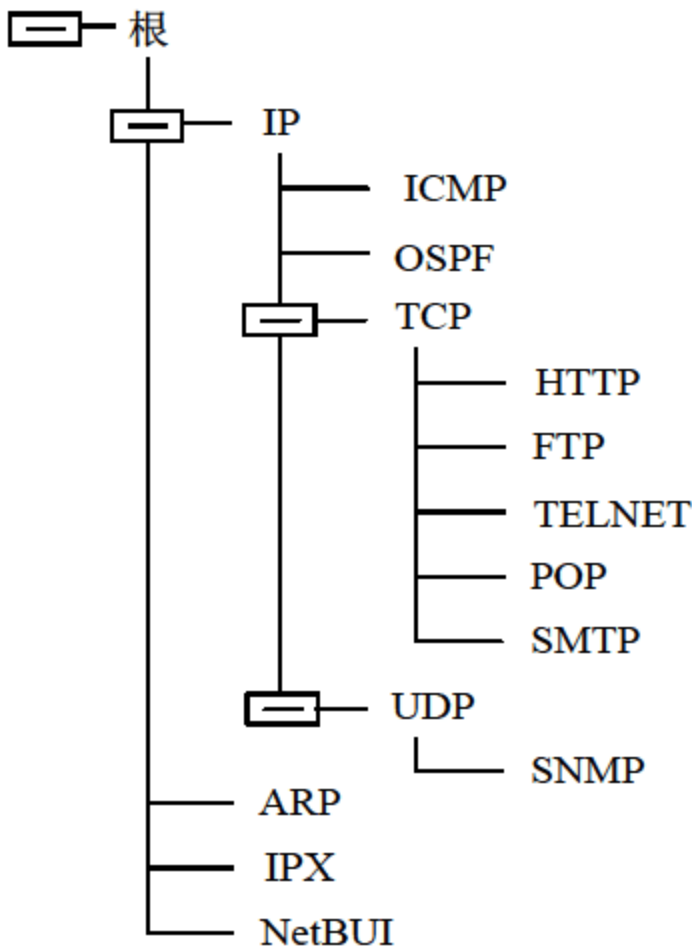 根
IP
ICMP
OSPF
TCP
HTTP
FTP
TELNET
POP
SMTP
UDP
SNMP
ARP
IPX
NetBUI